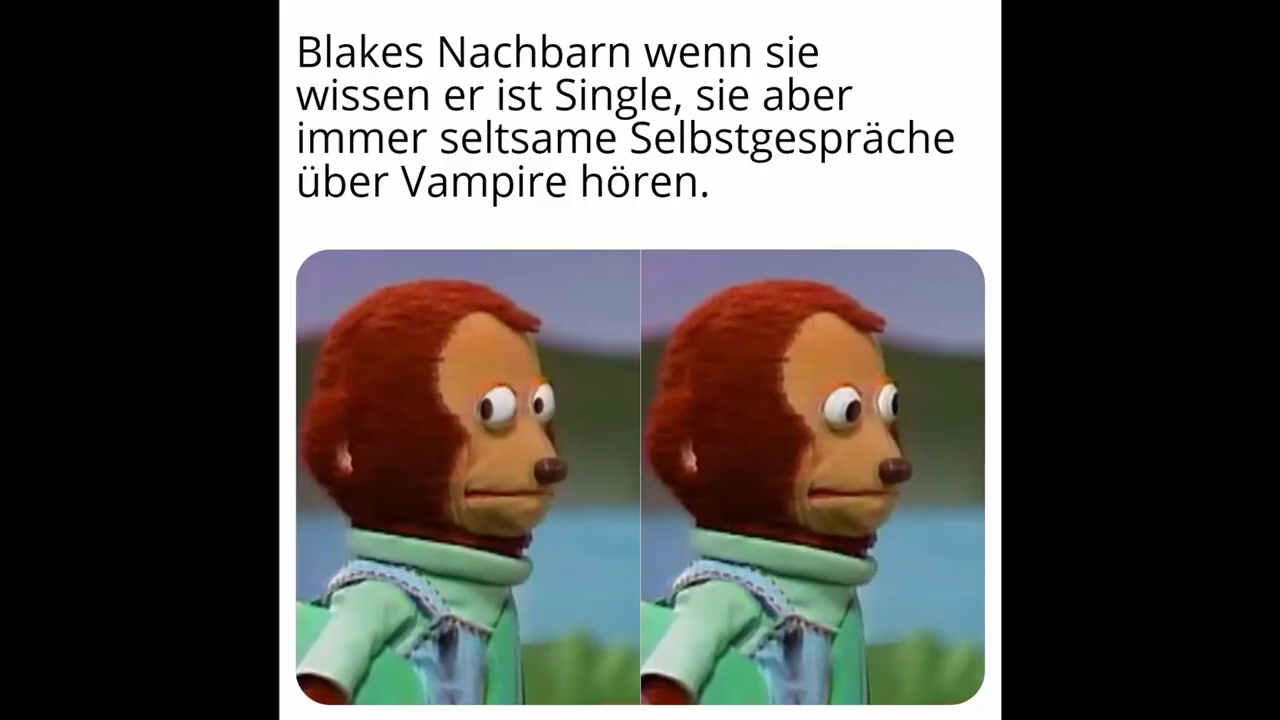 Blakes Nachbarn wenn sie
wissen er ist Single, sie aber
immer seltsame Selbstgespräche
über Vampire hören.